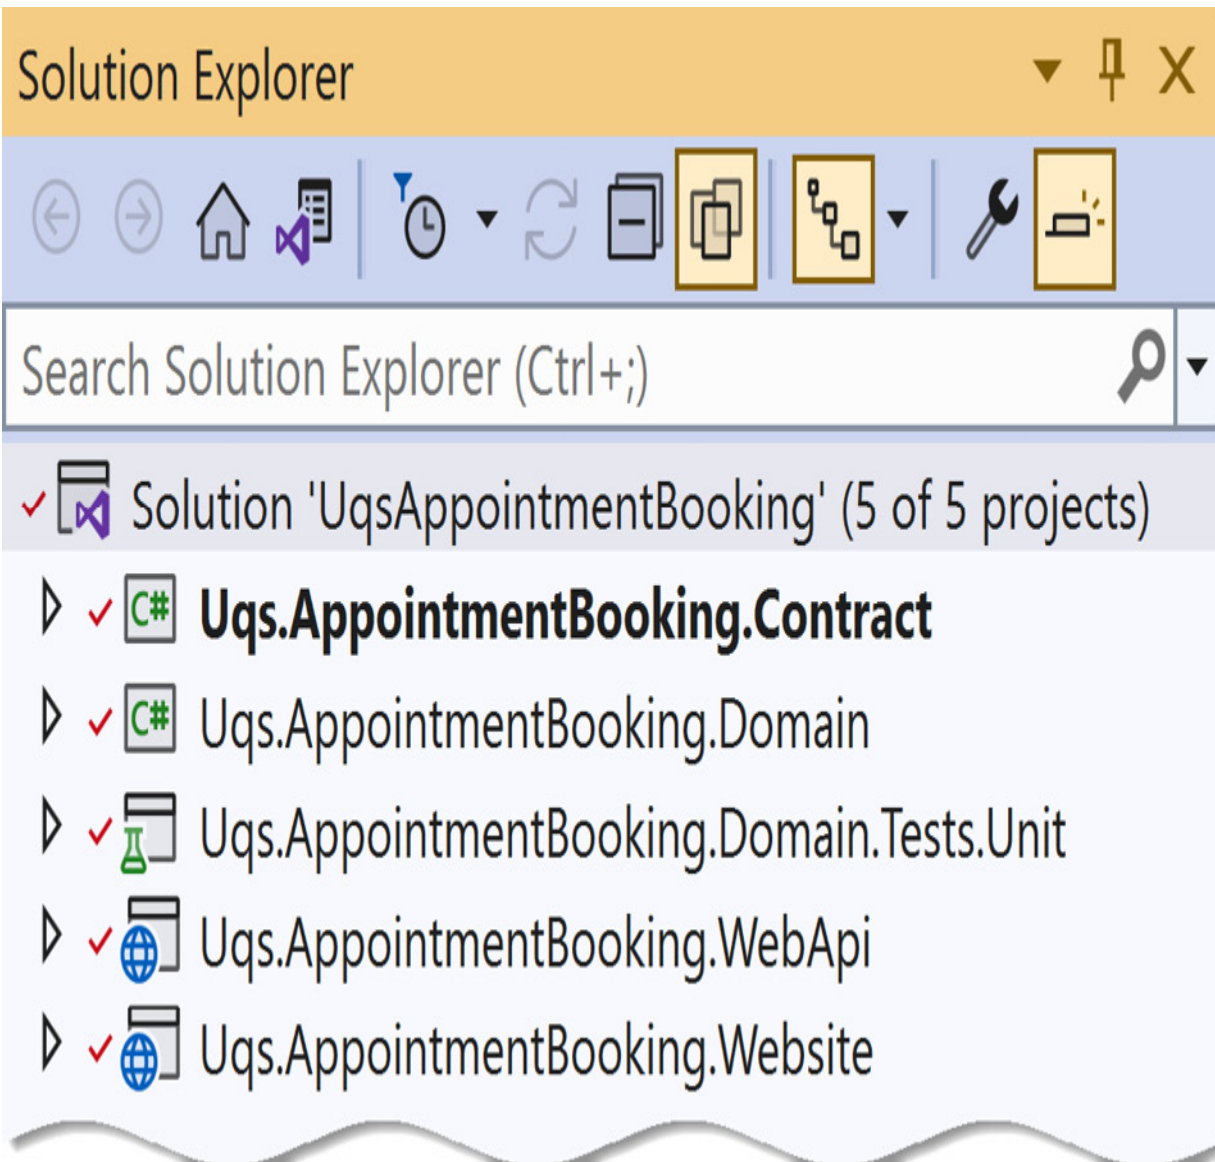 Solution Explorer
Search Solution Explorer (Ctrl+;)
Solution 'UqsAppointmentBooking' (5 of 5 projects)
C# Uqs.AppointmentBooking.Contract
C# Uqs.AppointmentBooking.Domain
Uqs.AppointmentBooking.Domain.Tests.Unit
Uqs.AppointmentBooking.WebApi
Uqs.AppointmentBooking.Website